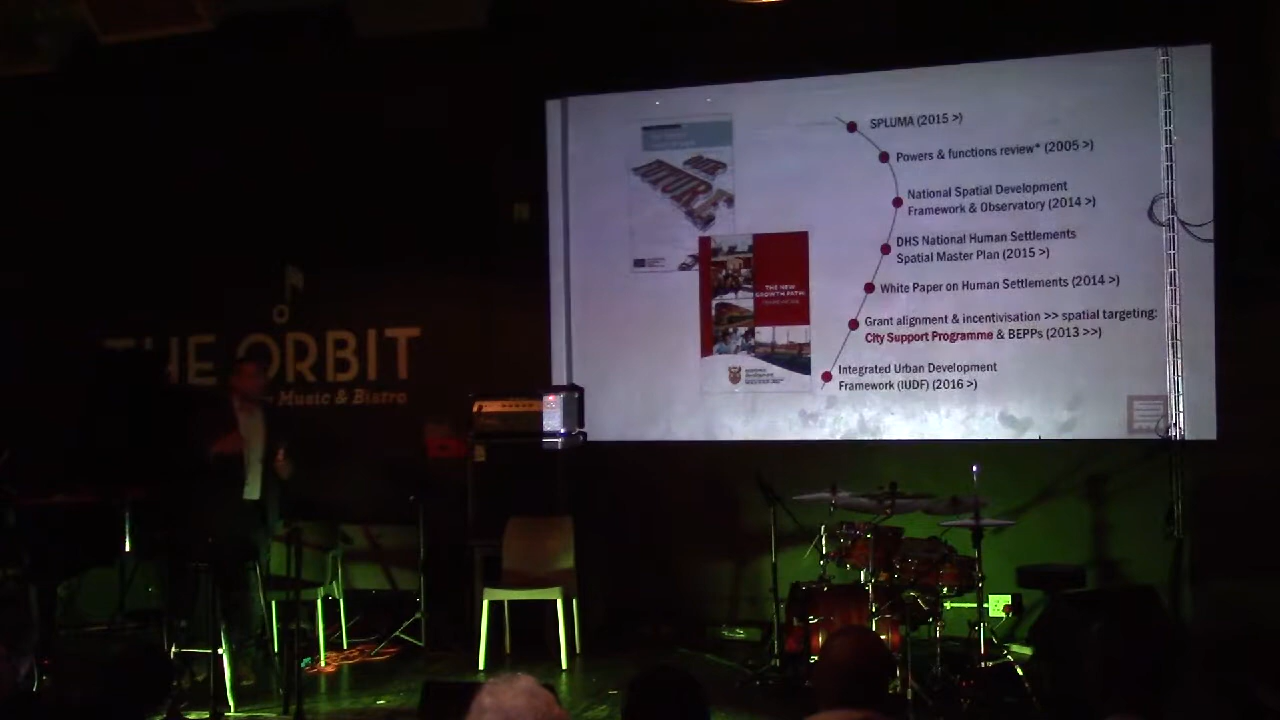 THE ORBIT
Music & Bistro
OUR
FUTURE
THE NEW
GROWTH PATH:
SPLUMA (2015 >)
Powers & functions review* (2005 >)
National Spatial Development
Framework & Observatory (2014 >)
DHS National Human Settlements
Spatial Master Plan (2015 >)
White Paper on Human Settlements (2014 >)
Grant alignment & incentivisation >> spatial targeting:
City Support Programme & BEPPs (2013 >>)
Integrated Urban Development
Framework (IUDF) (2016 >)